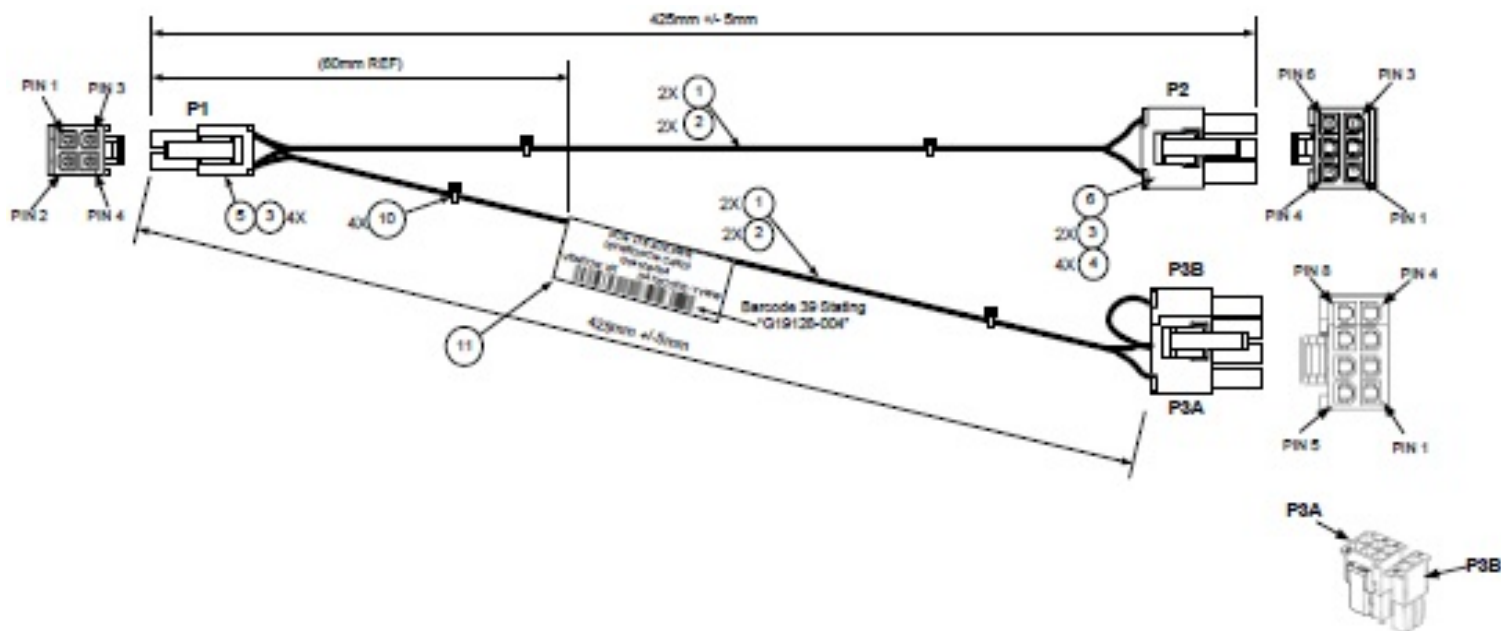 425mm +/- 5mm
(60mm REF)
PIN 1
PIN 3
P1
2X 1
2X 2
P2
PIN 6
PIN 3
PIN 2
PIN 4
5 3 4X
4X 10
2X 1
2X 2
6
2X 3
4X 4
PIN 4
PIN 1
P3B
PIN 8
PIN 4
Barcode 39 Stating
"G19128-004"
11
425mm +/-5mm
P3A
PIN 5
PIN 1
P3A
P3B